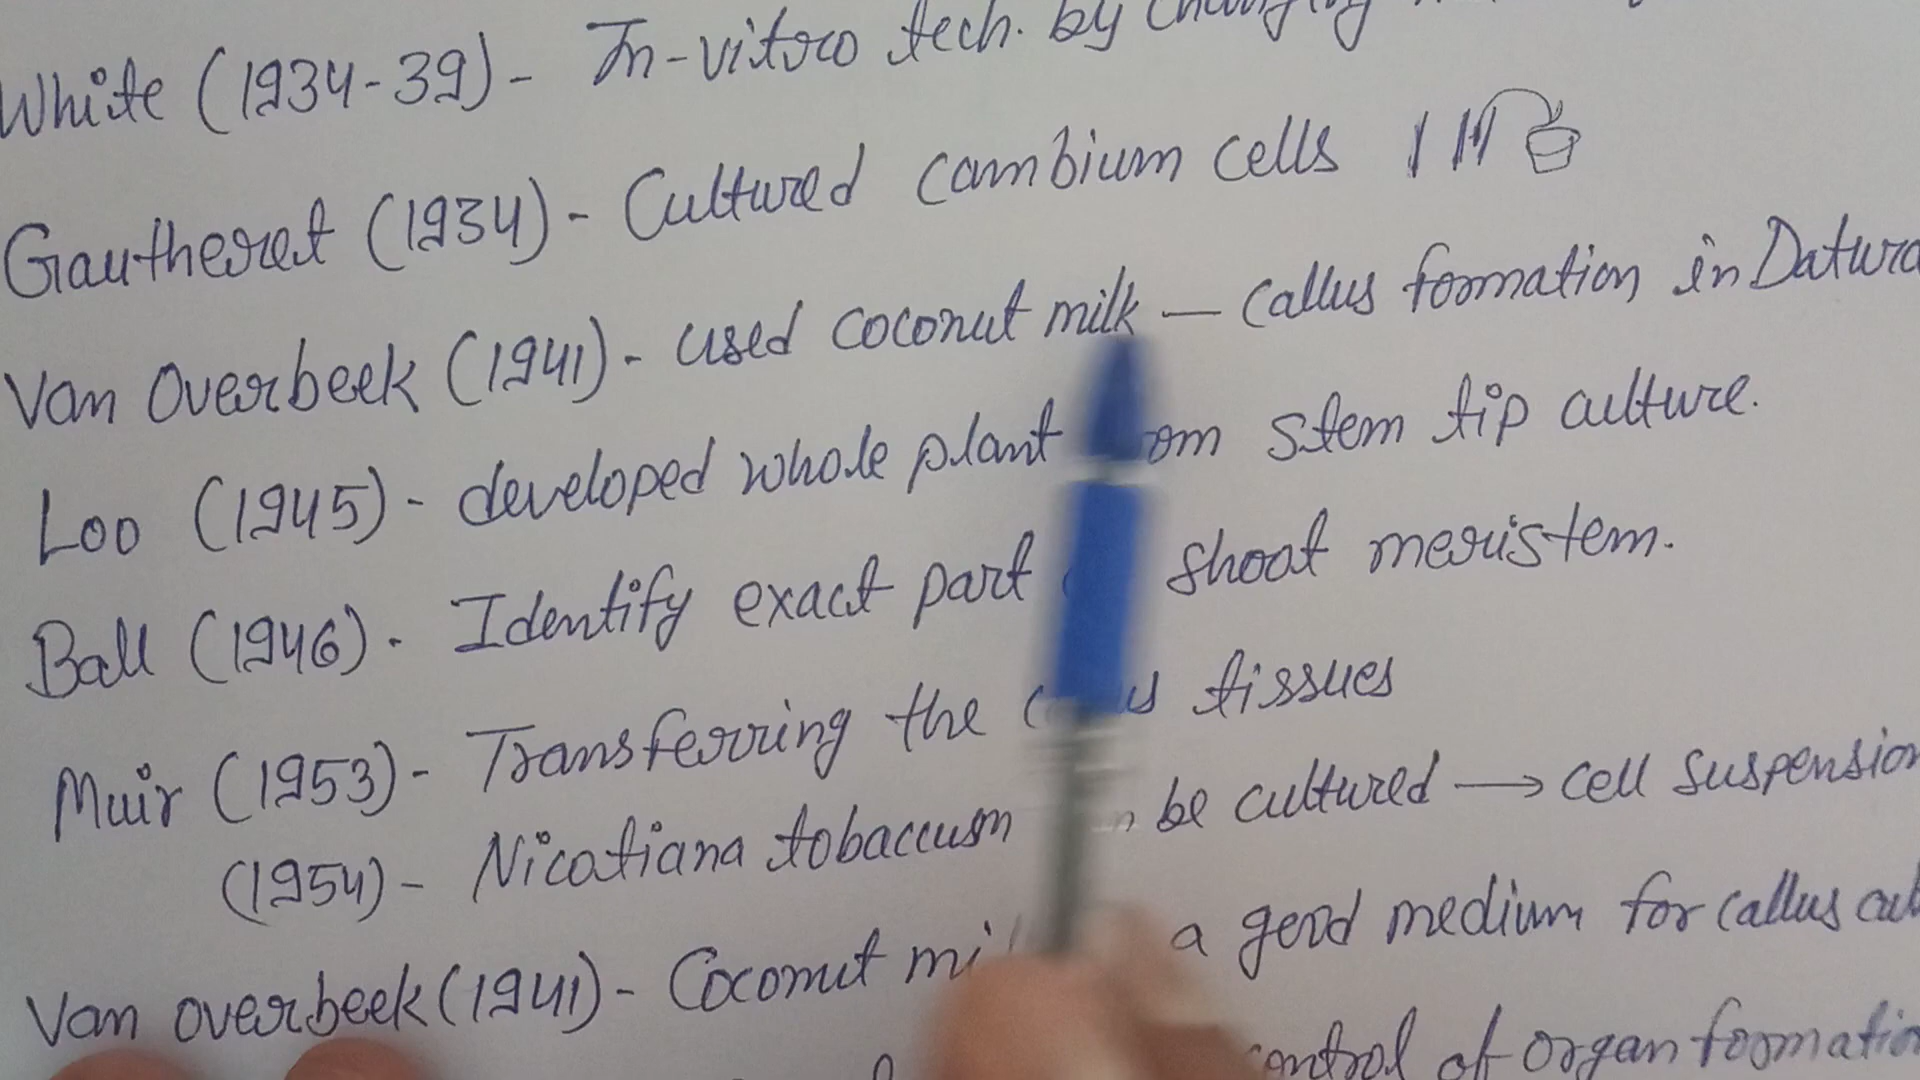 White (1934-39) - In-vitro tech. by
Gautheret (1934) - Cultured cambium cells
Van Overbeek (1941) - used coconut milk — callus formation in Datura
Loo (1945) - developed whole plant stem tip culture.
Ball (1946) - Identify exact part shoot meristem.
Muir (1953) - Transferring the tissues
(1954) - Nicotiana tobaccum be cultured → cell suspension
Van overbeek (1941) - Coconut a good medium for callus
control of organ formation